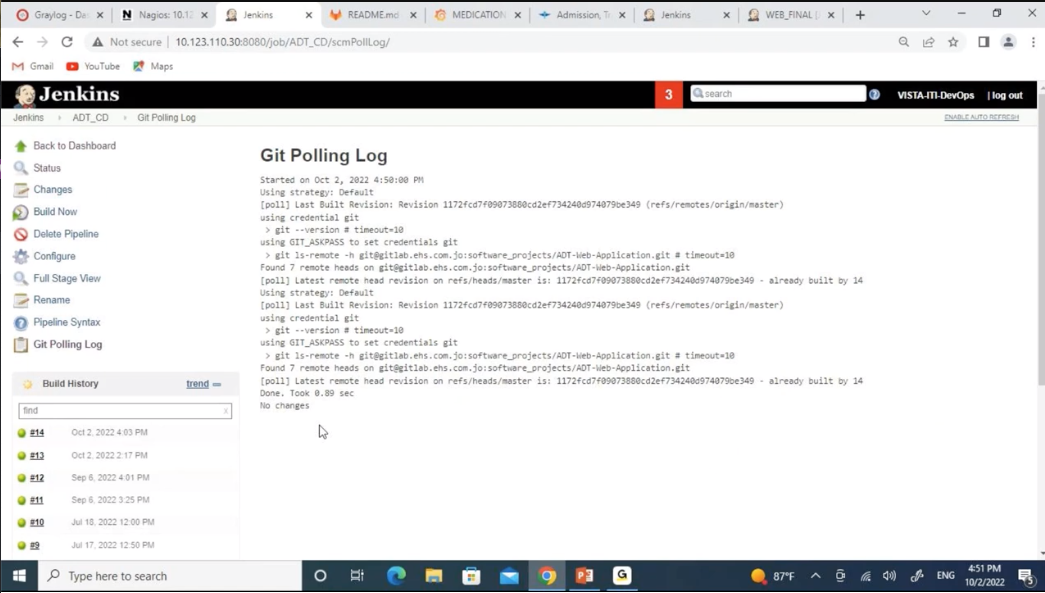 Graylog - Das
Nagios: 10.12
Jenkins
README.md
MEDICATION
Admission, Tr
Jenkins
WEB_FINAL [
Not secure | 10.123.110.30:8080/job/ADT_CD/scmPollLog/
Gmail
YouTube
Maps
Jenkins
3
search
VISTA-ITI-DevOps
| log out
Jenkins
ADT_CD
Git Polling Log
ENABLE AUTO REFRESH
Back to Dashboard
Status
Changes
Build Now
Delete Pipeline
Configure
Full Stage View
Rename
Pipeline Syntax
Git Polling Log
Build History
trend
find
x
#14 Oct 2, 2022 4:03 PM
#13 Oct 2, 2022 2:17 PM
#12 Sep 6, 2022 4:01 PM
#11 Sep 6, 2022 3:25 PM
#10 Jul 18, 2022 12:00 PM
#9 Jul 17, 2022 12:50 PM
Git Polling Log
Started on Oct 2, 2022 4:50:00 PM
Using strategy: Default
[poll] Last Built Revision: Revision 1172fcd7f09073880cd2ef734240d974079be349 (refs/remotes/origin/master)
using credential git
> git --version # timeout=10
using GIT_ASKPASS to set credentials git
> git ls-remote -h git@gitlab.ehs.com.jo:software_projects/ADT-Web-Application.git # timeout=10
Found 7 remote heads on git@gitlab.ehs.com.jo:software_projects/ADT-Web-Application.git
[poll] Latest remote head revision on refs/heads/master is: 1172fcd7f09073880cd2ef734240d974079be349 - already built by 14
Using strategy: Default
[poll] Last Built Revision: Revision 1172fcd7f09073880cd2ef734240d974079be349 (refs/remotes/origin/master)
using credential git
> git --version # timeout=10
using GIT_ASKPASS to set credentials git
> git ls-remote -h git@gitlab.ehs.com.jo:software_projects/ADT-Web-Application.git # timeout=10
Found 7 remote heads on git@gitlab.ehs.com.jo:software_projects/ADT-Web-Application.git
[poll] Latest remote head revision on refs/heads/master is: 1172fcd7f09073880cd2ef734240d974079be349 - already built by 14
Done. Took 0.89 sec
No changes
Type here to search
87°F
ENG
4:51 PM
10/2/2022
5